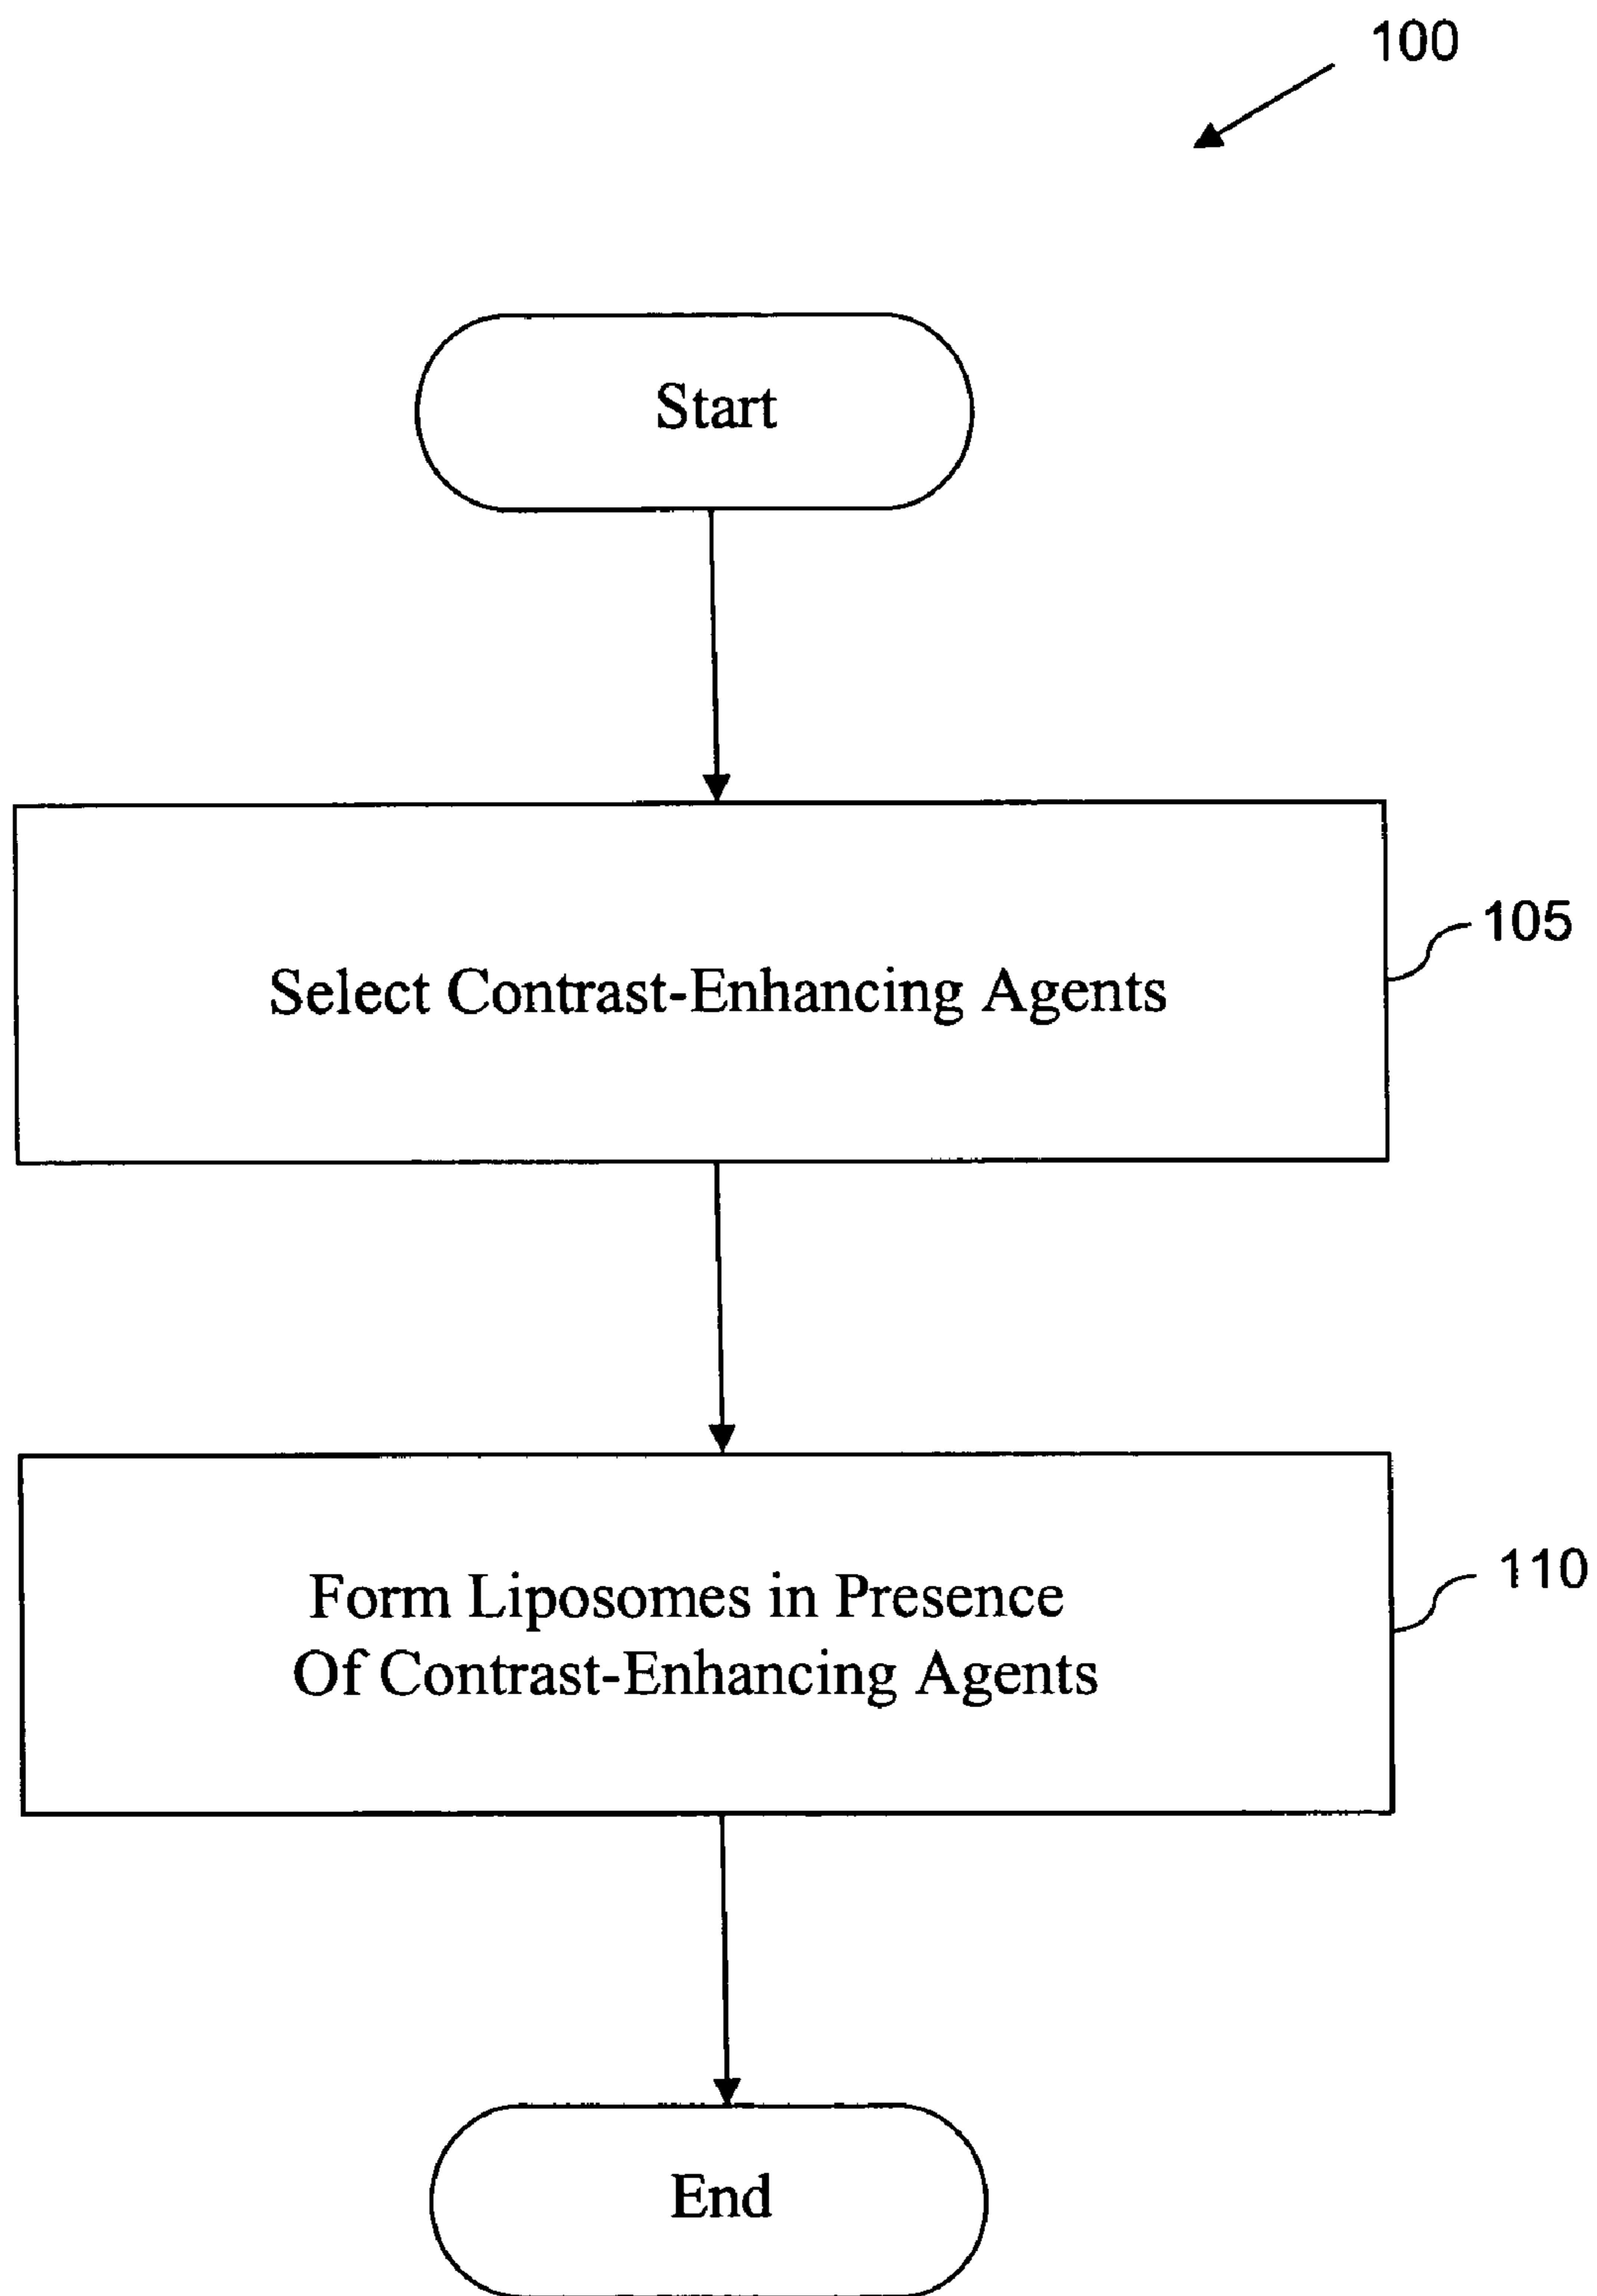 100
Start
Select Contrast-Enhancing Agents
105
Form Liposomes in Presence
Of Contrast-Enhancing Agents
110
End